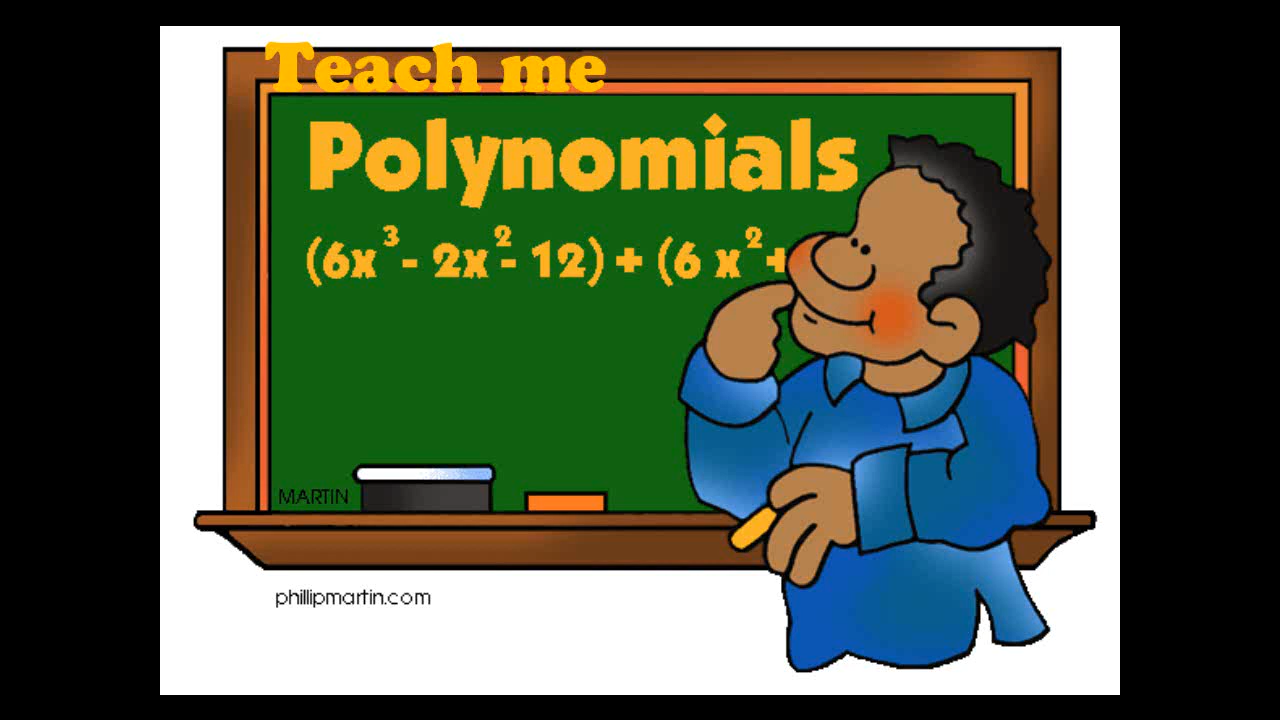 Teach me
Polynomials
(6x³- 2x²- 12) + (6 x²+
MARTIN
phillipmartin.com